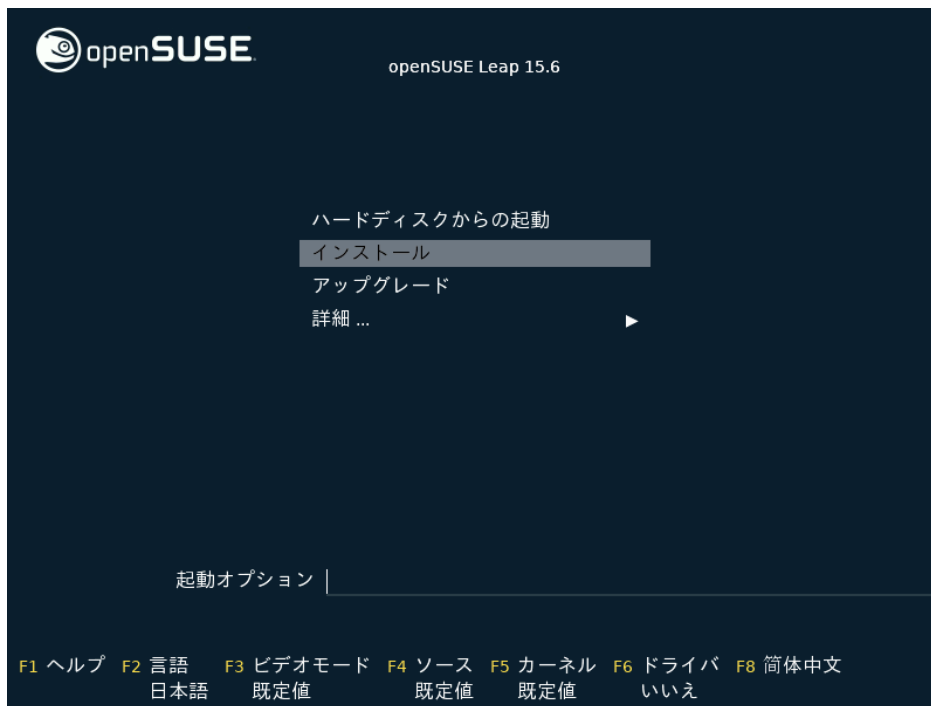 openSUSE.
openSUSE Leap 15.6
ハードディスクからの起動
インストール
アップグレード
詳細 ...
起動オプション
F1 ヘルプ F2 言語 F3 ビデオモード F4 ソース F5 カーネル F6 ドライバ F8 简体中文
日本語 既定値 既定値 既定値 いいえ